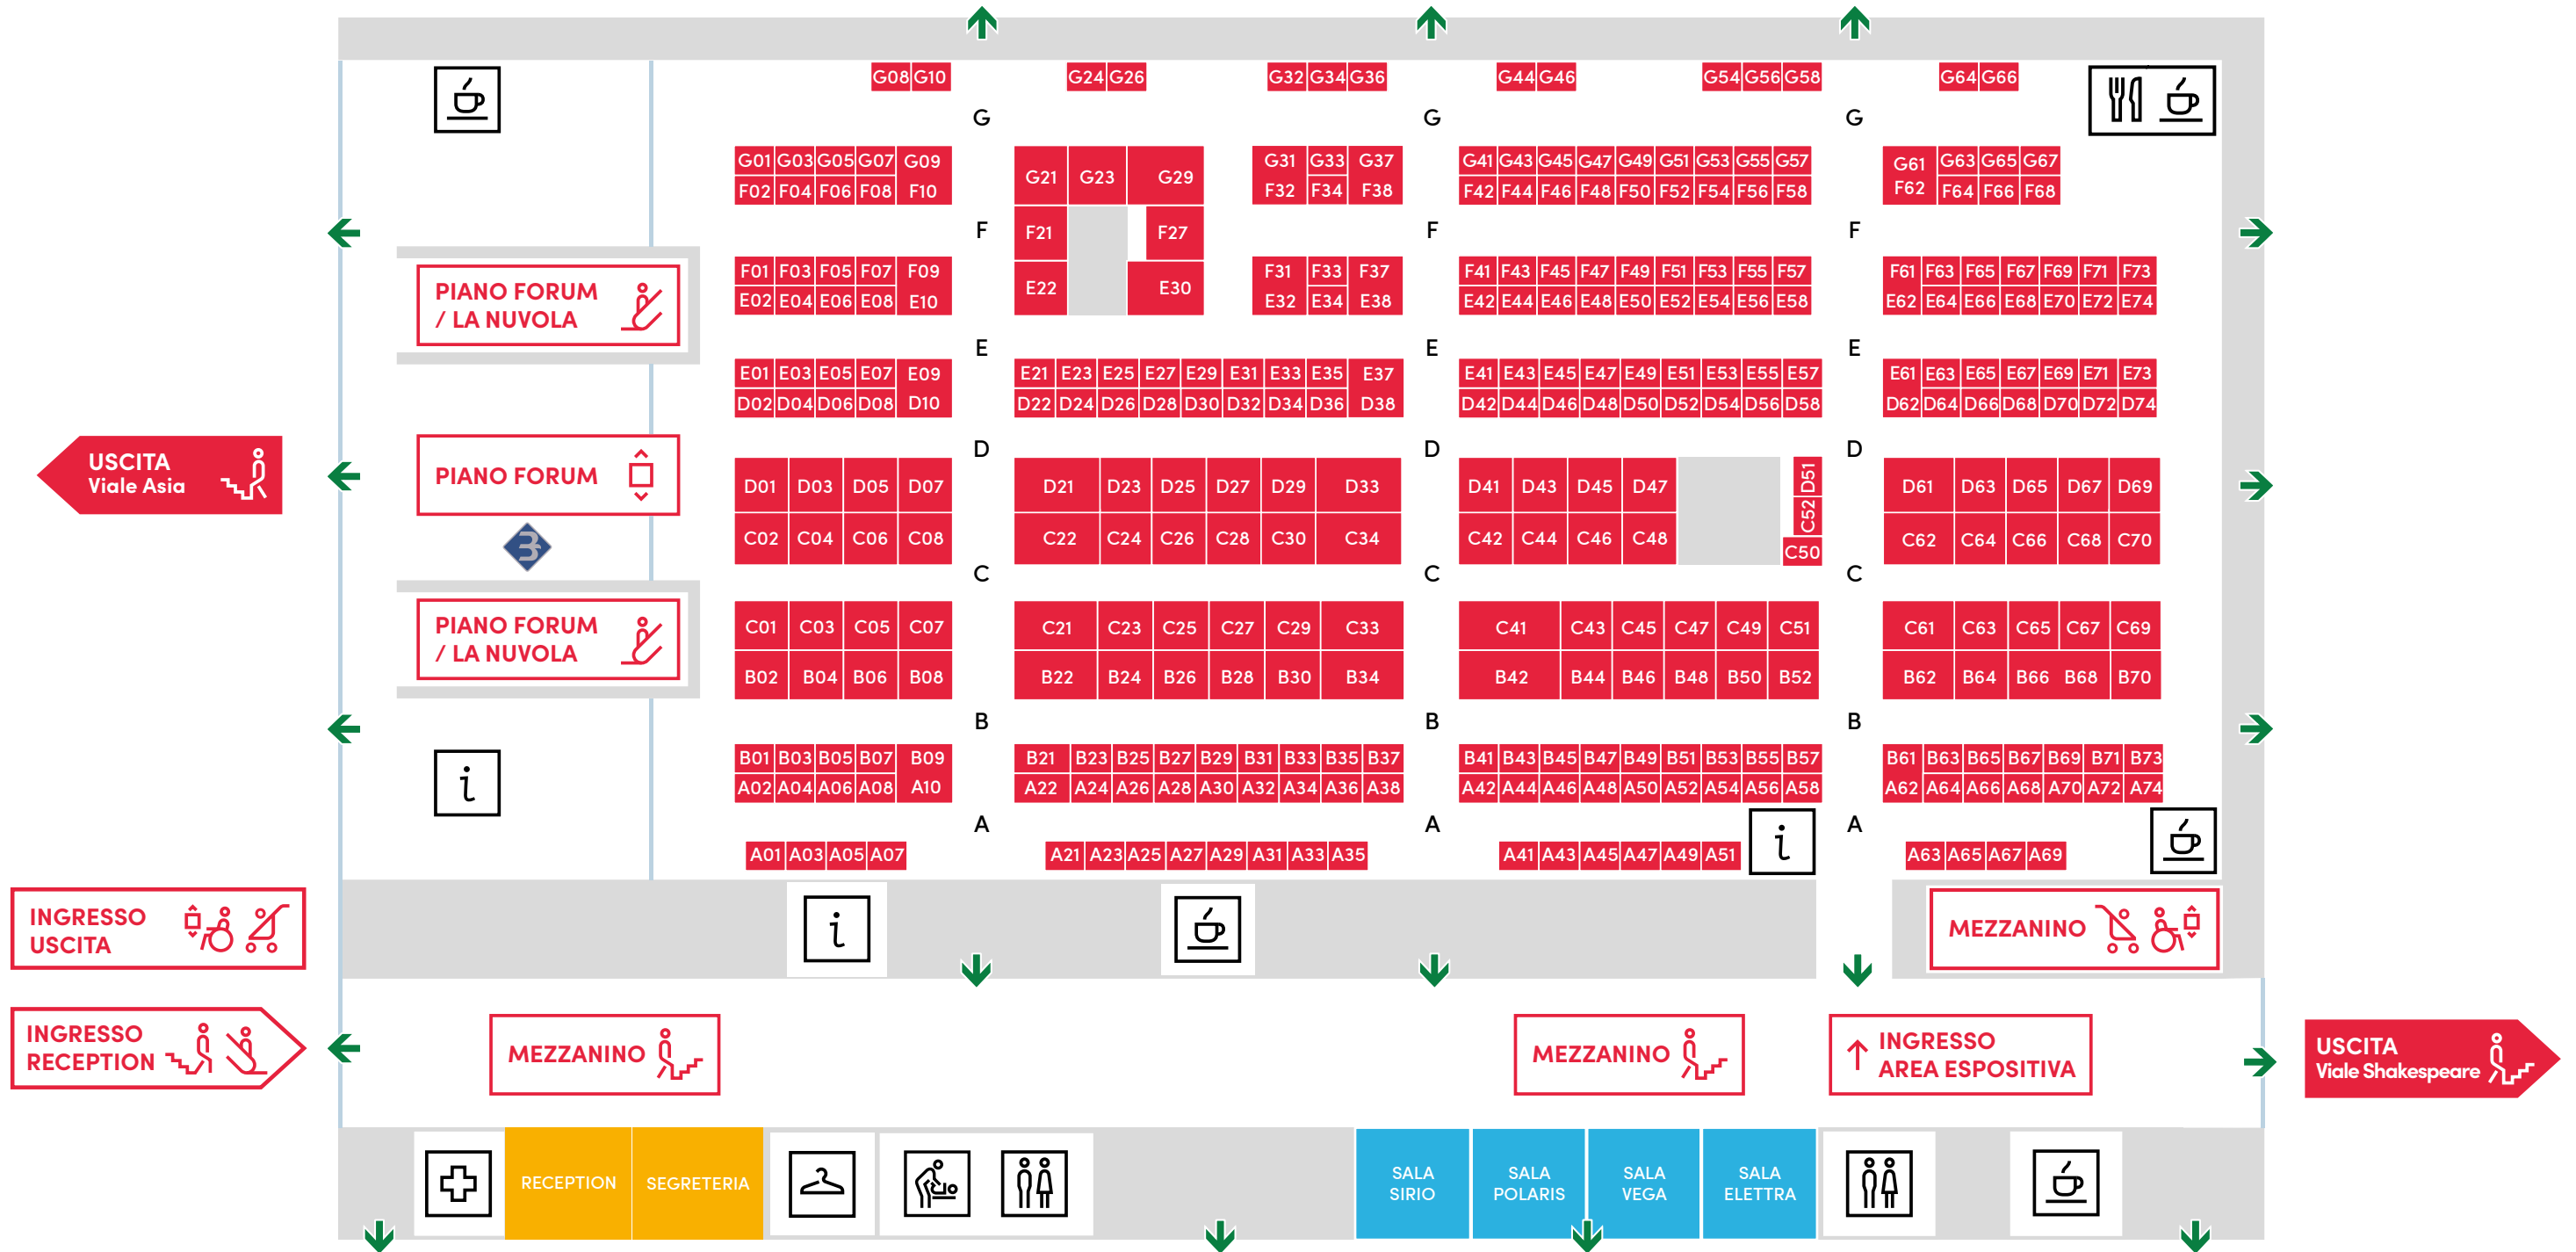 G08 G10 G24 G26 G32 G34 G36 G44 G46 G54 G56 G58 G64 G66
G G G
G01 G03 G05 G07 G09 G21 G23 G29 G31 G33 G37 G41 G43 G45 G47 G49 G51 G53 G55 G57 G61 G63 G65 G67
F02 F04 F06 F08 F10 F32 F34 F38 F42 F44 F46 F48 F50 F52 F54 F56 F58 F62 F64 F66 F68
F F21 F27 F F
F01 F03 F05 F07 F09 F31 F33 F37 F41 F43 F45 F47 F49 F51 F53 F55 F57 F61 F63 F65 F67 F69 F71 F73
E02 E04 E06 E08 E10 E22 E30 E32 E34 E38 E42 E44 E46 E48 E50 E52 E54 E56 E58 E62 E64 E66 E68 E70 E72 E74
PIANO FORUM
/ LA NUVOLA
E E E
E01 E03 E05 E07 E09 E21 E23 E25 E27 E29 E31 E33 E35 E37 E41 E43 E45 E47 E49 E51 E53 E55 E57 E61 E63 E65 E67 E69 E71 E73
D02 D04 D06 D08 D10 D22 D24 D26 D28 D30 D32 D34 D36 D38 D42 D44 D46 D48 D50 D52 D54 D56 D58 D62 D64 D66 D68 D70 D72 D74
D D D
USCITA
Viale Asia
PIANO FORUM
D01 D03 D05 D07 D21 D23 D25 D27 D29 D33 D41 D43 D45 D47 D51 D61 D63 D65 D67 D69
C02 C04 C06 C08 C22 C24 C26 C28 C30 C34 C42 C44 C46 C48 C52 C50 C62 C64 C66 C68 C70
C C C
PIANO FORUM
/ LA NUVOLA
C01 C03 C05 C07 C21 C23 C25 C27 C29 C33 C41 C43 C45 C47 C49 C51 C61 C63 C65 C67 C69
B02 B04 B06 B08 B22 B24 B26 B28 B30 B34 B42 B44 B46 B48 B50 B52 B62 B64 B66 B68 B70
B B B
B01 B03 B05 B07 B09 B21 B23 B25 B27 B29 B31 B33 B35 B37 B41 B43 B45 B47 B49 B51 B53 B55 B57 B61 B63 B65 B67 B69 B71 B73
A02 A04 A06 A08 A10 A22 A24 A26 A28 A30 A32 A34 A36 A38 A42 A44 A46 A48 A50 A52 A54 A56 A58 A62 A64 A66 A68 A70 A72 A74
i
A A A
A01 A03 A05 A07 A21 A23 A25 A27 A29 A31 A33 A35 A41 A43 A45 A47 A49 A51 i A63 A65 A67 A69
INGRESSO
USCITA
i
MEZZANINO
INGRESSO
RECEPTION
MEZZANINO
MEZZANINO
INGRESSO
AREA ESPOSITIVA
USCITA
Viale Shakespeare
RECEPTION
SEGRETERIA
SALA
SIRIO
SALA
POLARIS
SALA
VEGA
SALA
ELETTRA